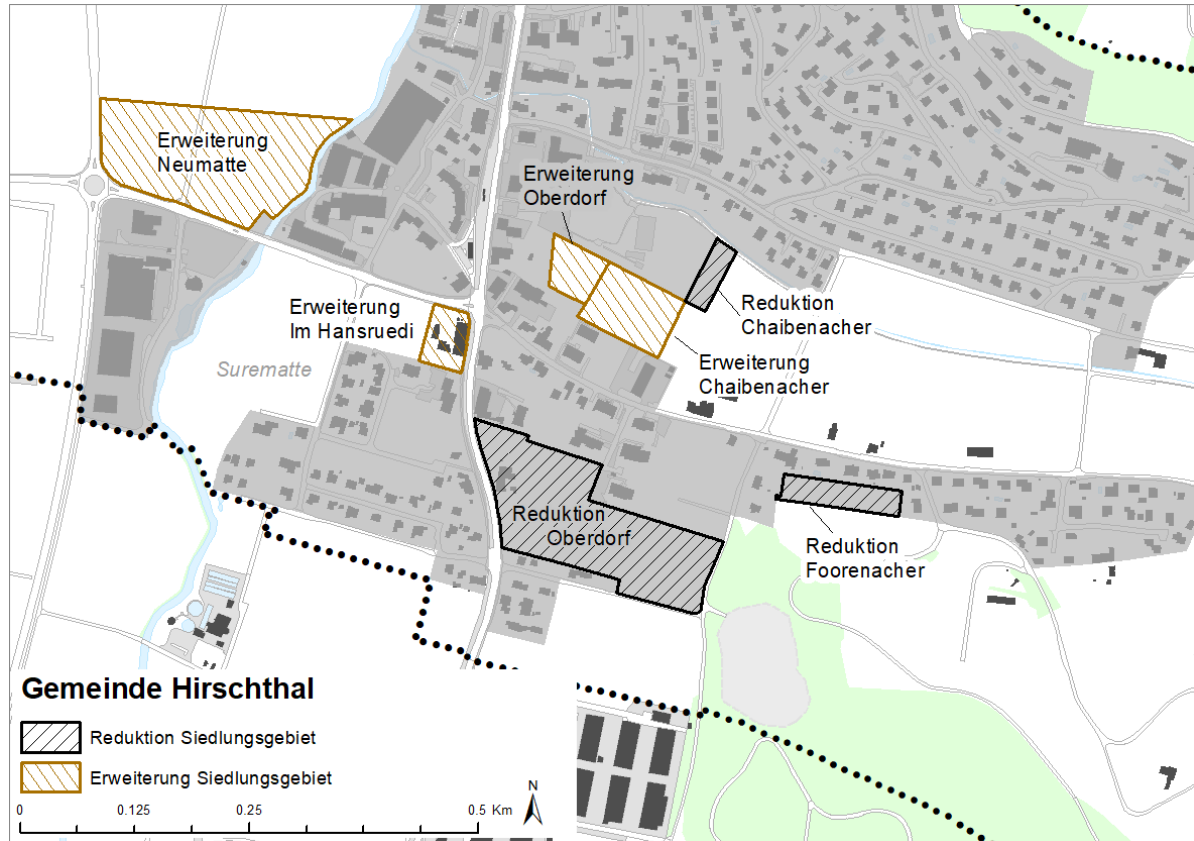 Erweiterung
Neumatte
Erweiterung
Oberdorf
Reduktion
Chaibenacher
Erweiterung
Im Hansruedi
Erweiterung
Chaibenacher
Surematte
Reduktion
Oberdorf
Reduktion
Foorenacher
Gemeinde Hirschthal
Reduktion Siedlungsgebiet
Erweiterung Siedlungsgebiet
0 0.125 0.25 0.5 Km
N